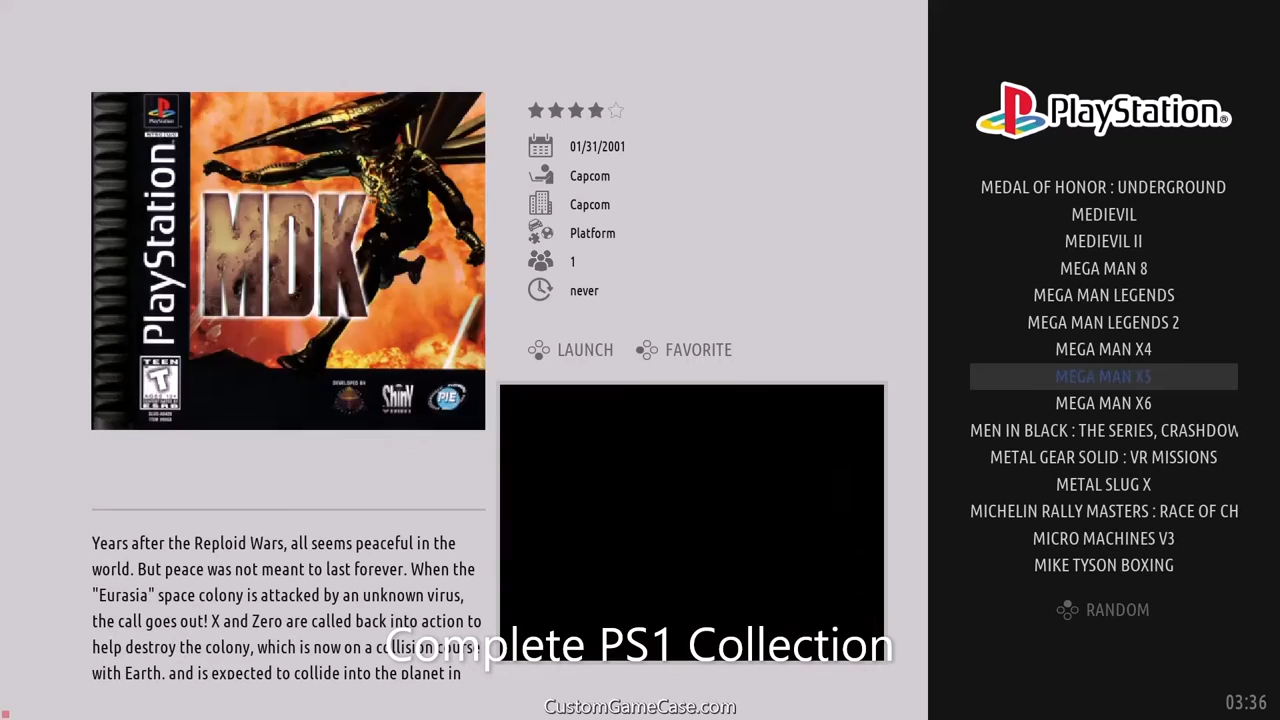 PlayStation
MDK
TEEN
T
AGES 13+
ESRB
DEVELOPED BY
SHINY
PIE
01/31/2001
Capcom
Capcom
Platform
1
never
LAUNCH
FAVORITE
Years after the Reploid Wars, all seems peaceful in the
world. But peace was not meant to last forever. When the
"Eurasia" space colony is attacked by an unknown virus,
the call goes out! X and Zero are called back into action to
help destroy the colony, which is now on a collision course
with Earth, and is expected to collide into the planet in
Complete PS1 Collection
CustomGameCase.com
PlayStation®
MEDAL OF HONOR : UNDERGROUND
MEDIEVIL
MEDIEVIL II
MEGA MAN 8
MEGA MAN LEGENDS
MEGA MAN LEGENDS 2
MEGA MAN X4
MEGA MAN X5
MEGA MAN X6
MEN IN BLACK : THE SERIES, CRASHDOW
METAL GEAR SOLID : VR MISSIONS
METAL SLUG X
MICHELIN RALLY MASTERS : RACE OF CH
MICRO MACHINES V3
MIKE TYSON BOXING
RANDOM
03:36